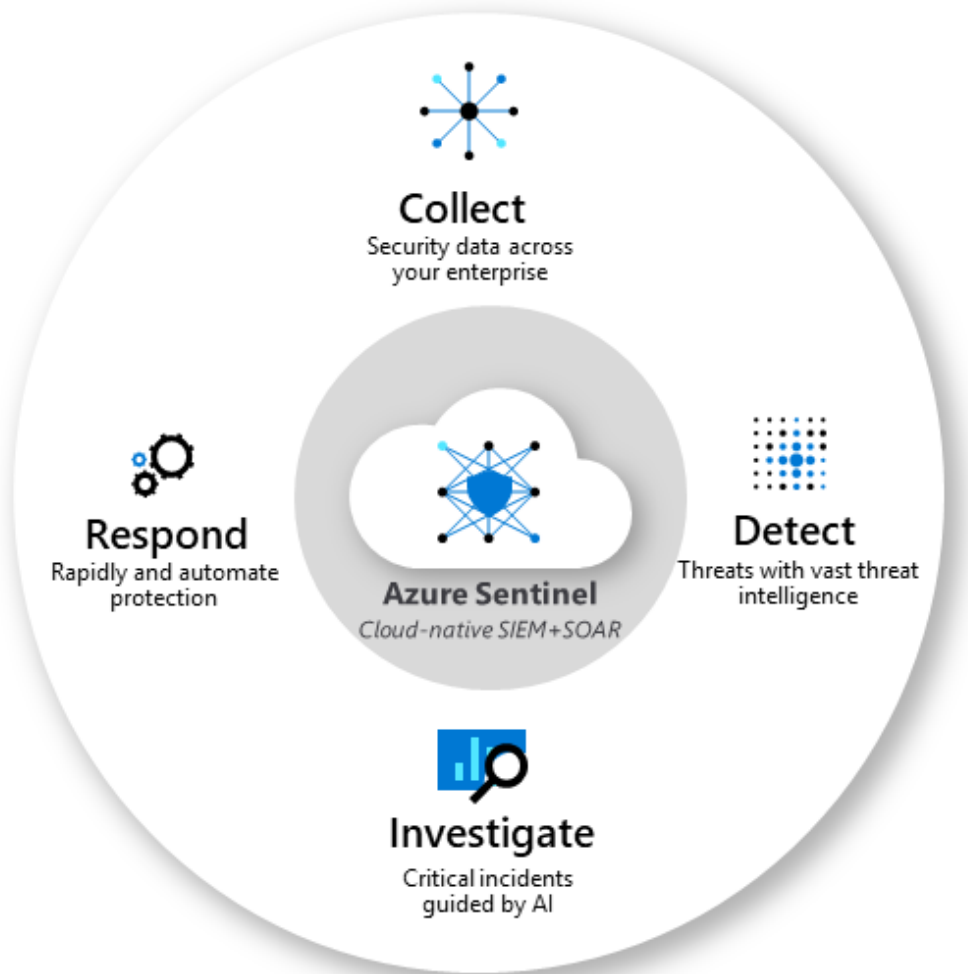 Collect
Security data across
your enterprise
Respond
Rapidly and automate
protection
Azure Sentinel
Cloud-native SIEM+SOAR
Detect
Threats with vast threat
intelligence
Investigate
Critical incidents
guided by AI